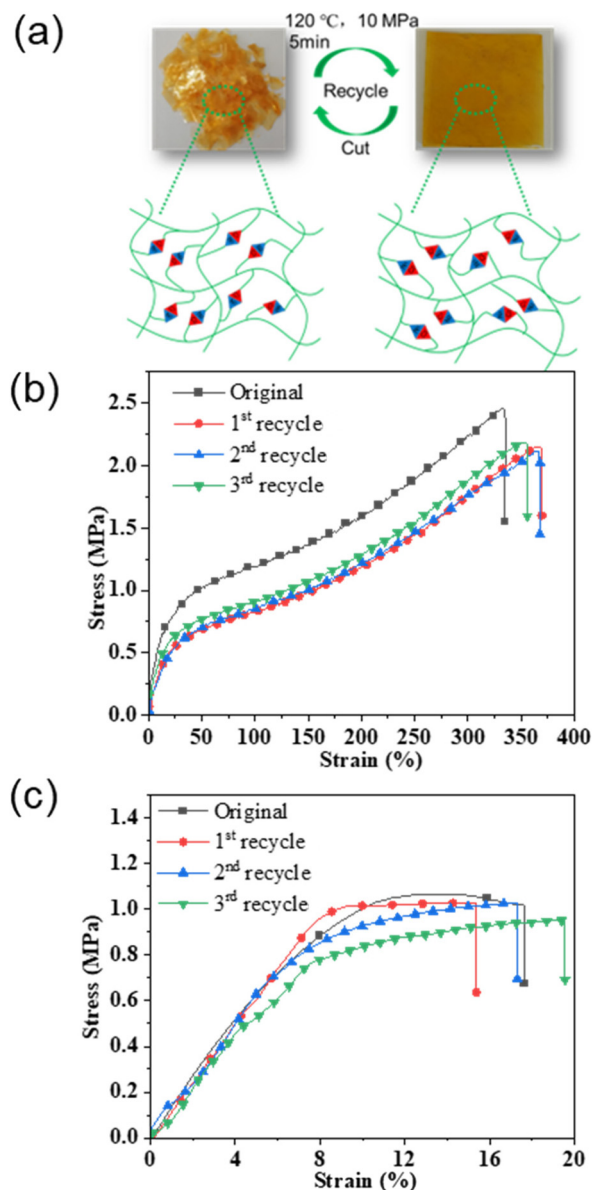 (a)
120 ℃, 10 MPa
5min
Recycle
Cut
(b)
Original
1st recycle
2nd recycle
3rd recycle
2.5
2.0
1.5
1.0
0.5
0.0
Stress (MPa)
0 50 100 150 200 250 300 350 400
Strain (%)
(c)
Original
1st recycle
2nd recycle
3rd recycle
1.4
1.2
1.0
0.8
0.6
0.4
0.2
0.0
Stress (MPa)
0 4 8 12 16 20
Strain (%)